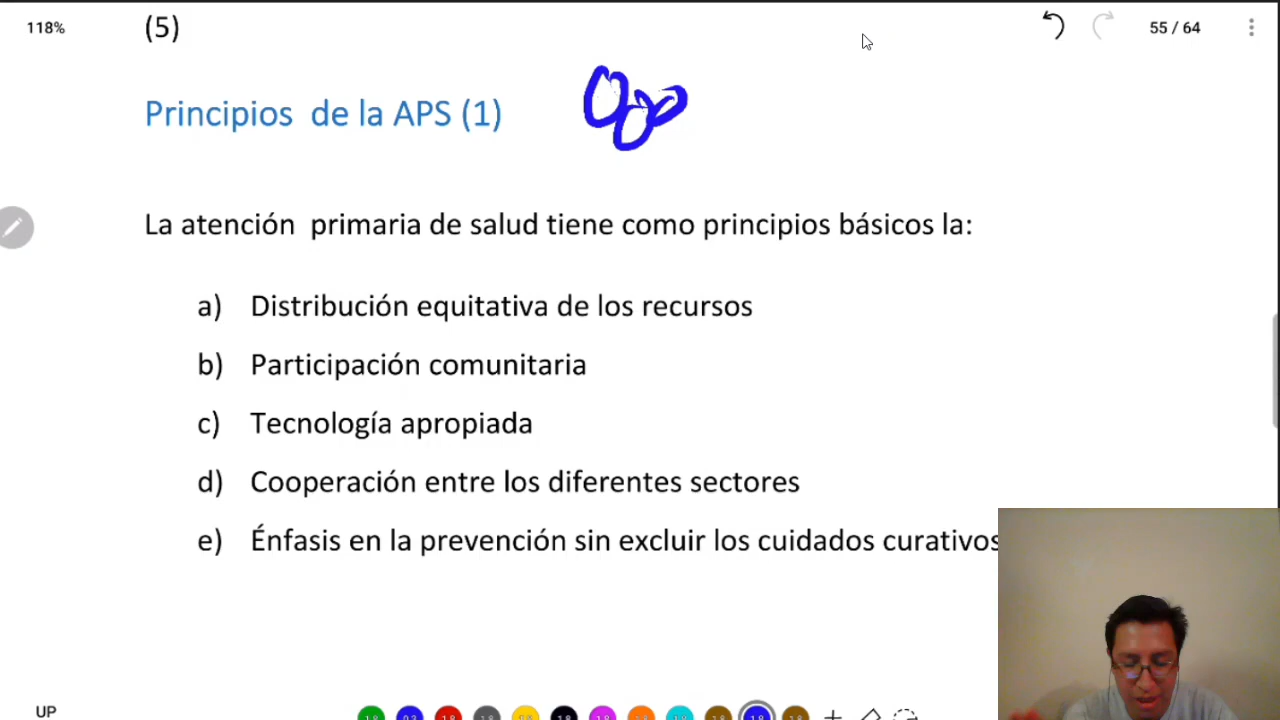 118%
(5)
55 / 64
Principios de la APS (1)
La atención primaria de salud tiene como principios básicos la:
a) Distribución equitativa de los recursos
b) Participación comunitaria
c) Tecnología apropiada
d) Cooperación entre los diferentes sectores
e) Énfasis en la prevención sin excluir los cuidados curativos
UP